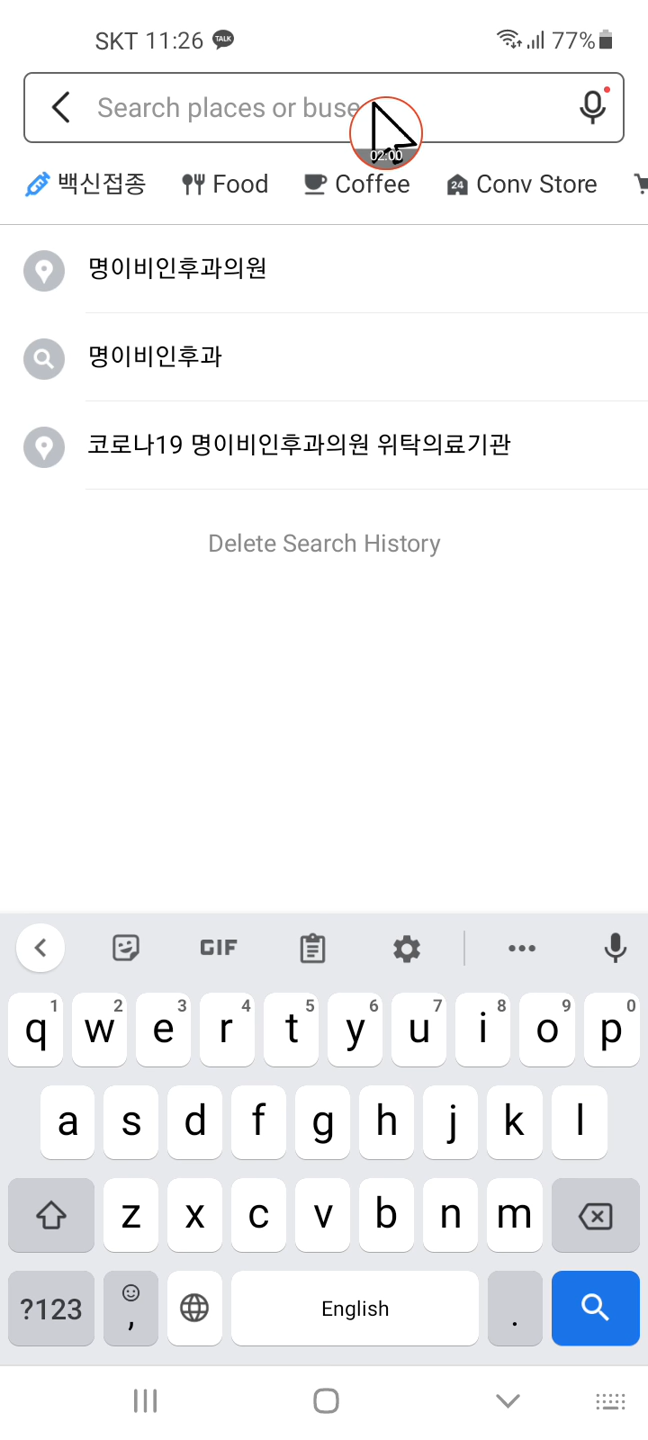 SKT 11:26 TALK 77%
Search places or buse
02:00
백신접종 Food Coffee 24 Conv Store
명이비인후과의원
명이비인후과
코로나19 명이비인후과의원 위탁의료기관
Delete Search History
GIF
1 2 3 4 5 6 7 8 9 0
q w e r t y u i o p
a s d f g h j k l
z x c v b n m
?123 , English .